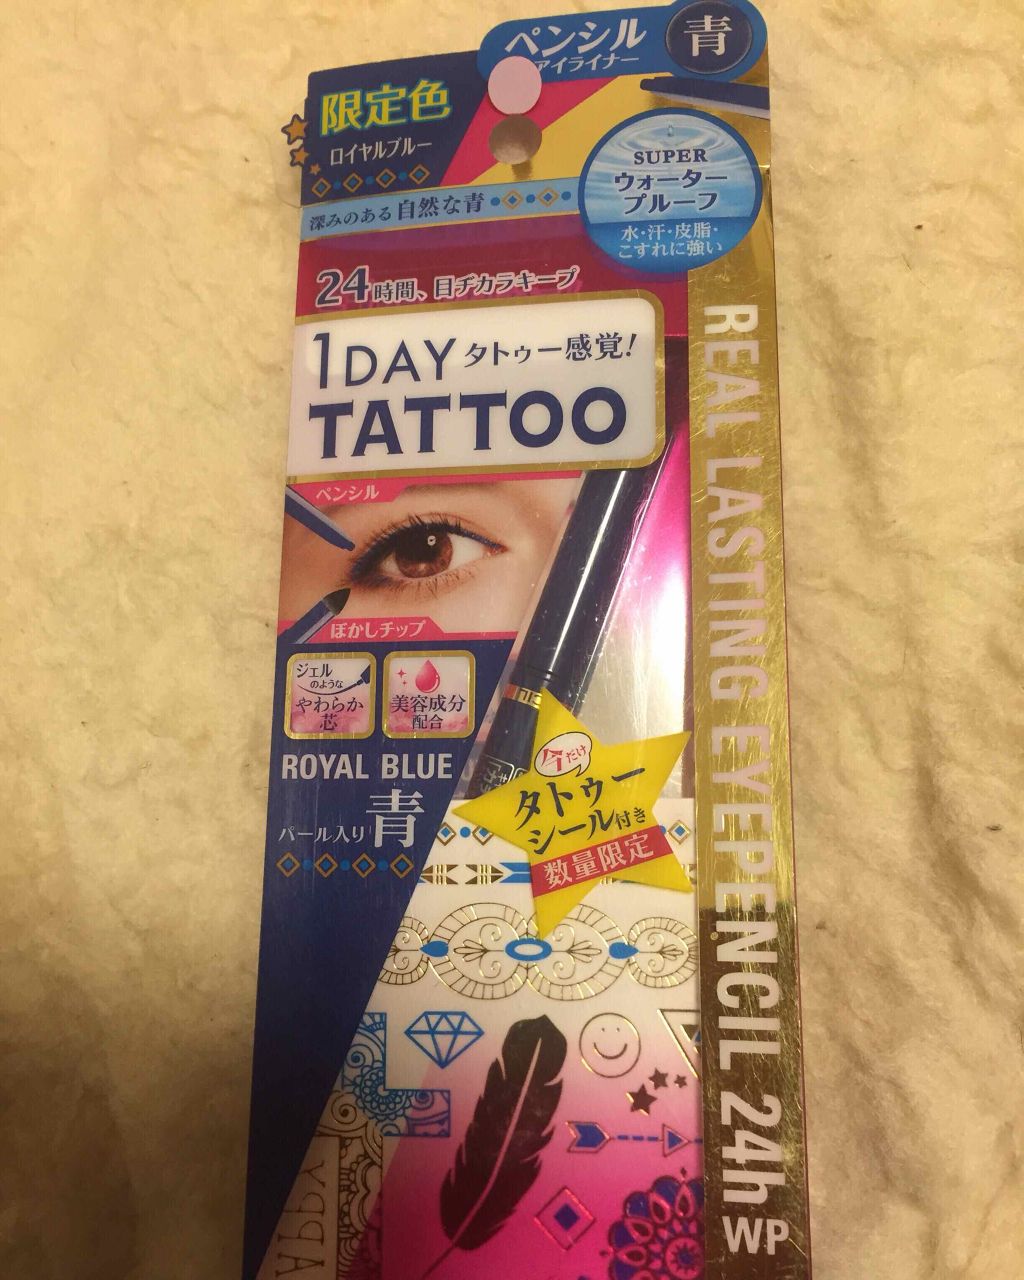 ペンシル
アイライナー
青
限定色
ロイヤルブルー
深みのある自然な青
SUPER
ウォーター
プルーフ
水・汗・皮脂・
こすれに強い
24時間、目ヂカラキープ
1DAY タトゥー感覚!
TATTOO
ペンシル
ぼかしチップ
ジェル
のような
やわらか
芯
美容成分
配合
ROYAL BLUE
パール入り青
今だけ
タトゥー
シール付き
数量限定
REAL LASTING EYEPENCIL 24h WP